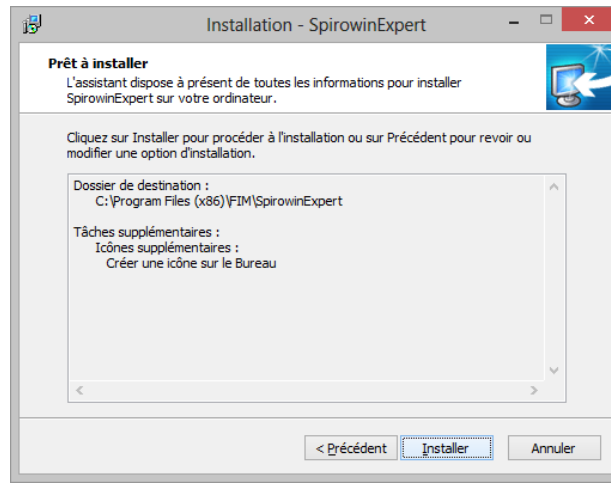 Installation - SpirowinExpert
Prêt à installer
L'assistant dispose à présent de toutes les informations pour installer
SpirowinExpert sur votre ordinateur.
Cliquez sur Installer pour procéder à l'installation ou sur Précédent pour revoir ou
modifier une option d'installation.
Dossier de destination :
C:\Program Files (x86)\FIM\SpirowinExpert
Tâches supplémentaires :
Icônes supplémentaires :
Créer une icône sur le Bureau
< Précédent
Installer
Annuler